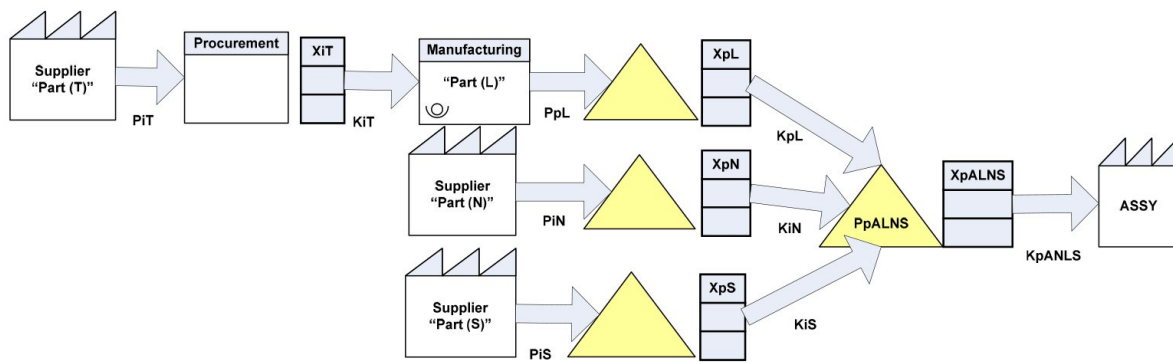 Supplier
"Part (T)"
PiT
Procurement
XiT
KiT
Manufacturing
"Part (L)"
PpL
XpL
KpL
Supplier
"Part (N)"
PiN
XpN
KiN
Supplier
"Part (S)"
PiS
XpS
KiS
PpALNS
XpALNS
KpANLS
ASSY